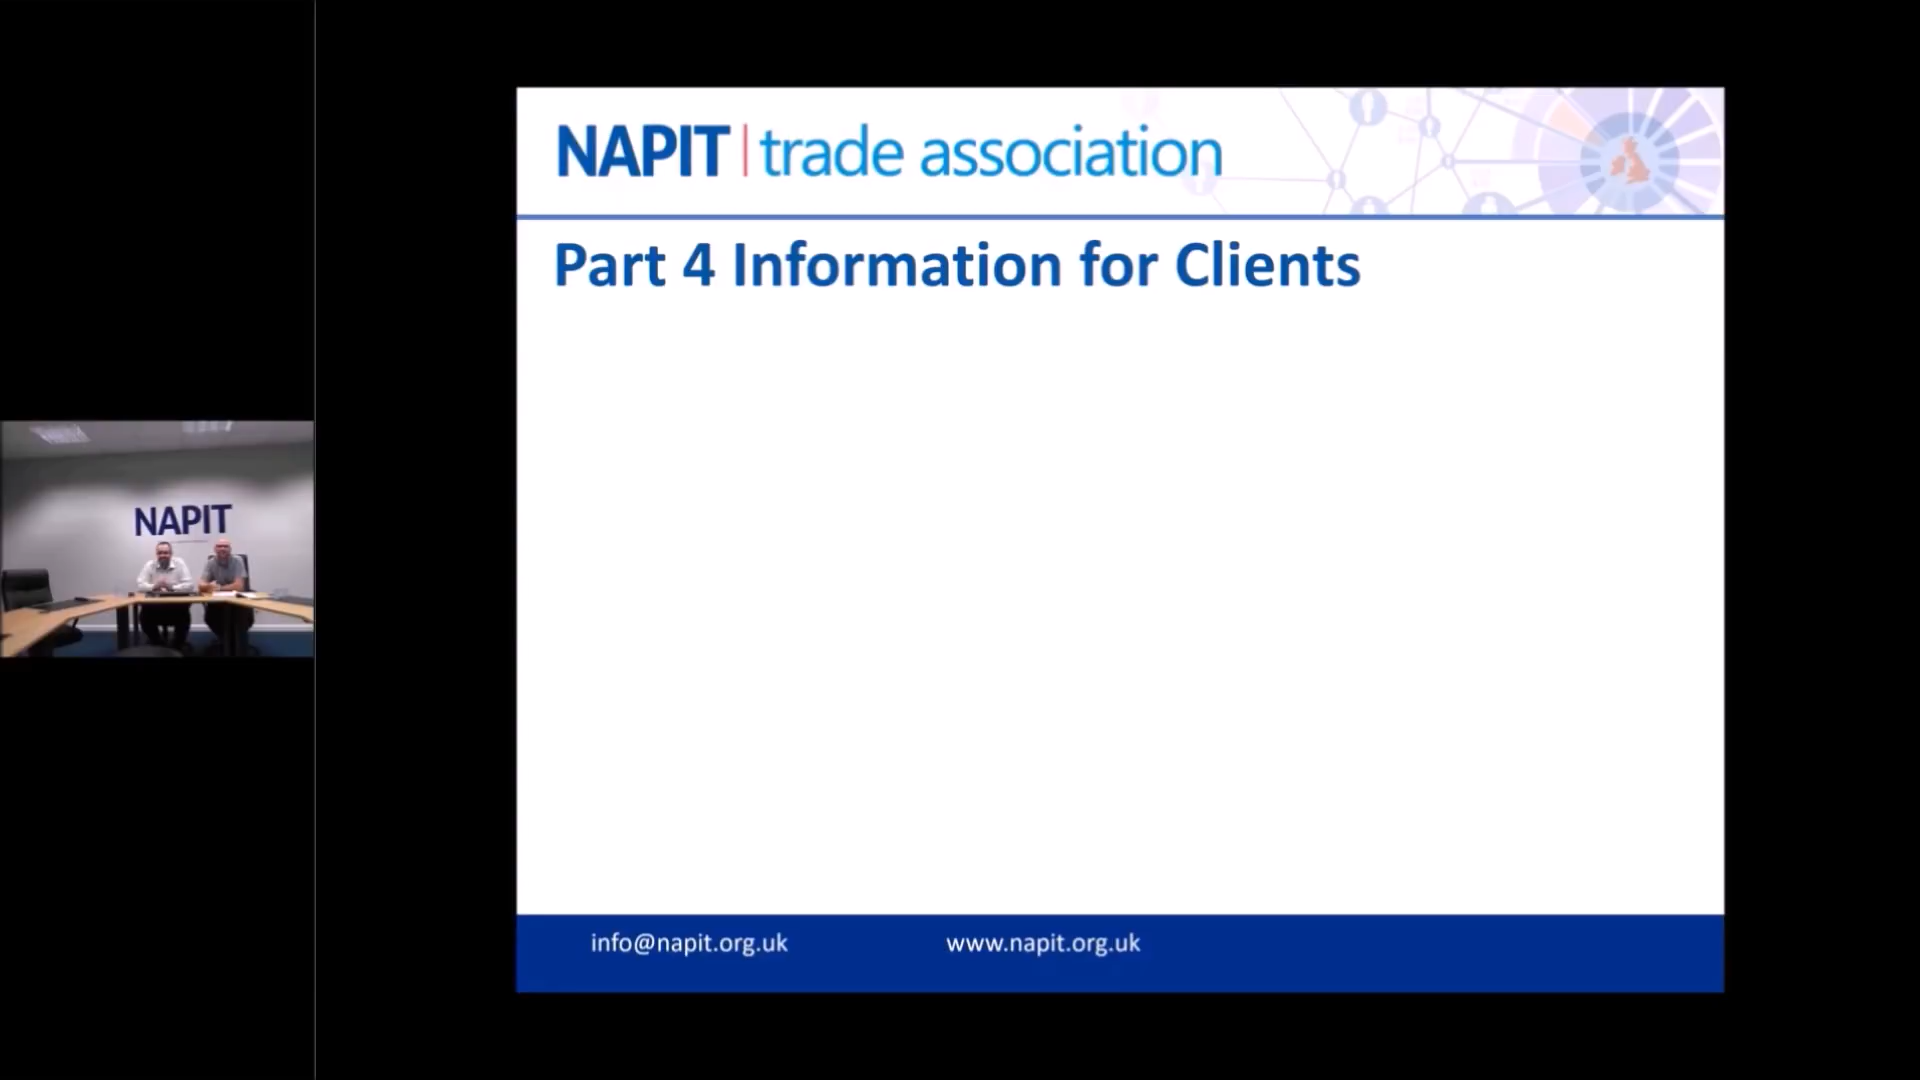 NAPIT
NAPIT | trade association
Part 4 Information for Clients
info@napit.org.uk
www.napit.org.uk